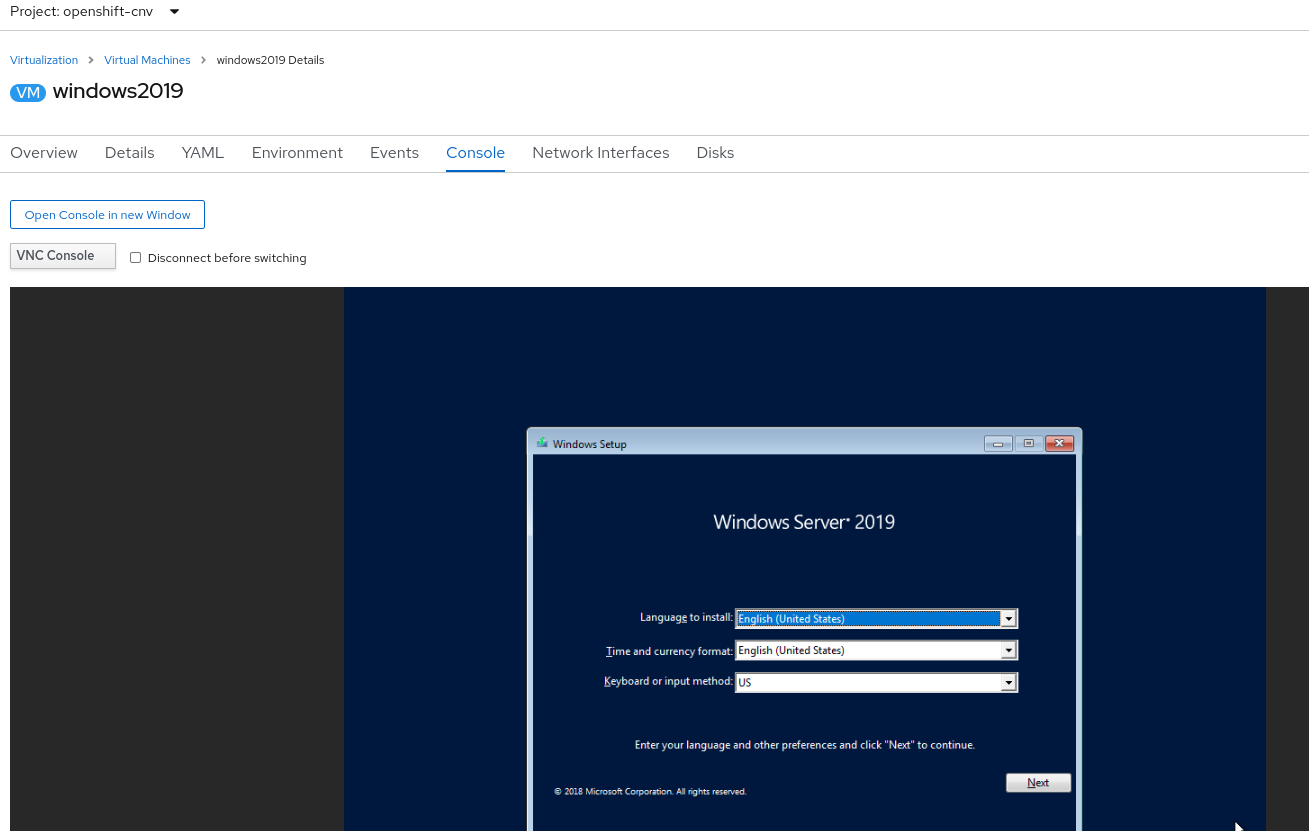 Project: openshift-cnv
Virtualization > Virtual Machines > windows2019 Details
VM windows2019
Overview Details YAML Environment Events Console Network Interfaces Disks
Open Console in new Window
VNC Console Disconnect before switching
Windows Setup
Windows Server® 2019
Language to install: English (United States)
Time and currency format: English (United States)
Keyboard or input method: US
Enter your language and other preferences and click "Next" to continue.
Next
© 2018 Microsoft Corporation. All rights reserved.